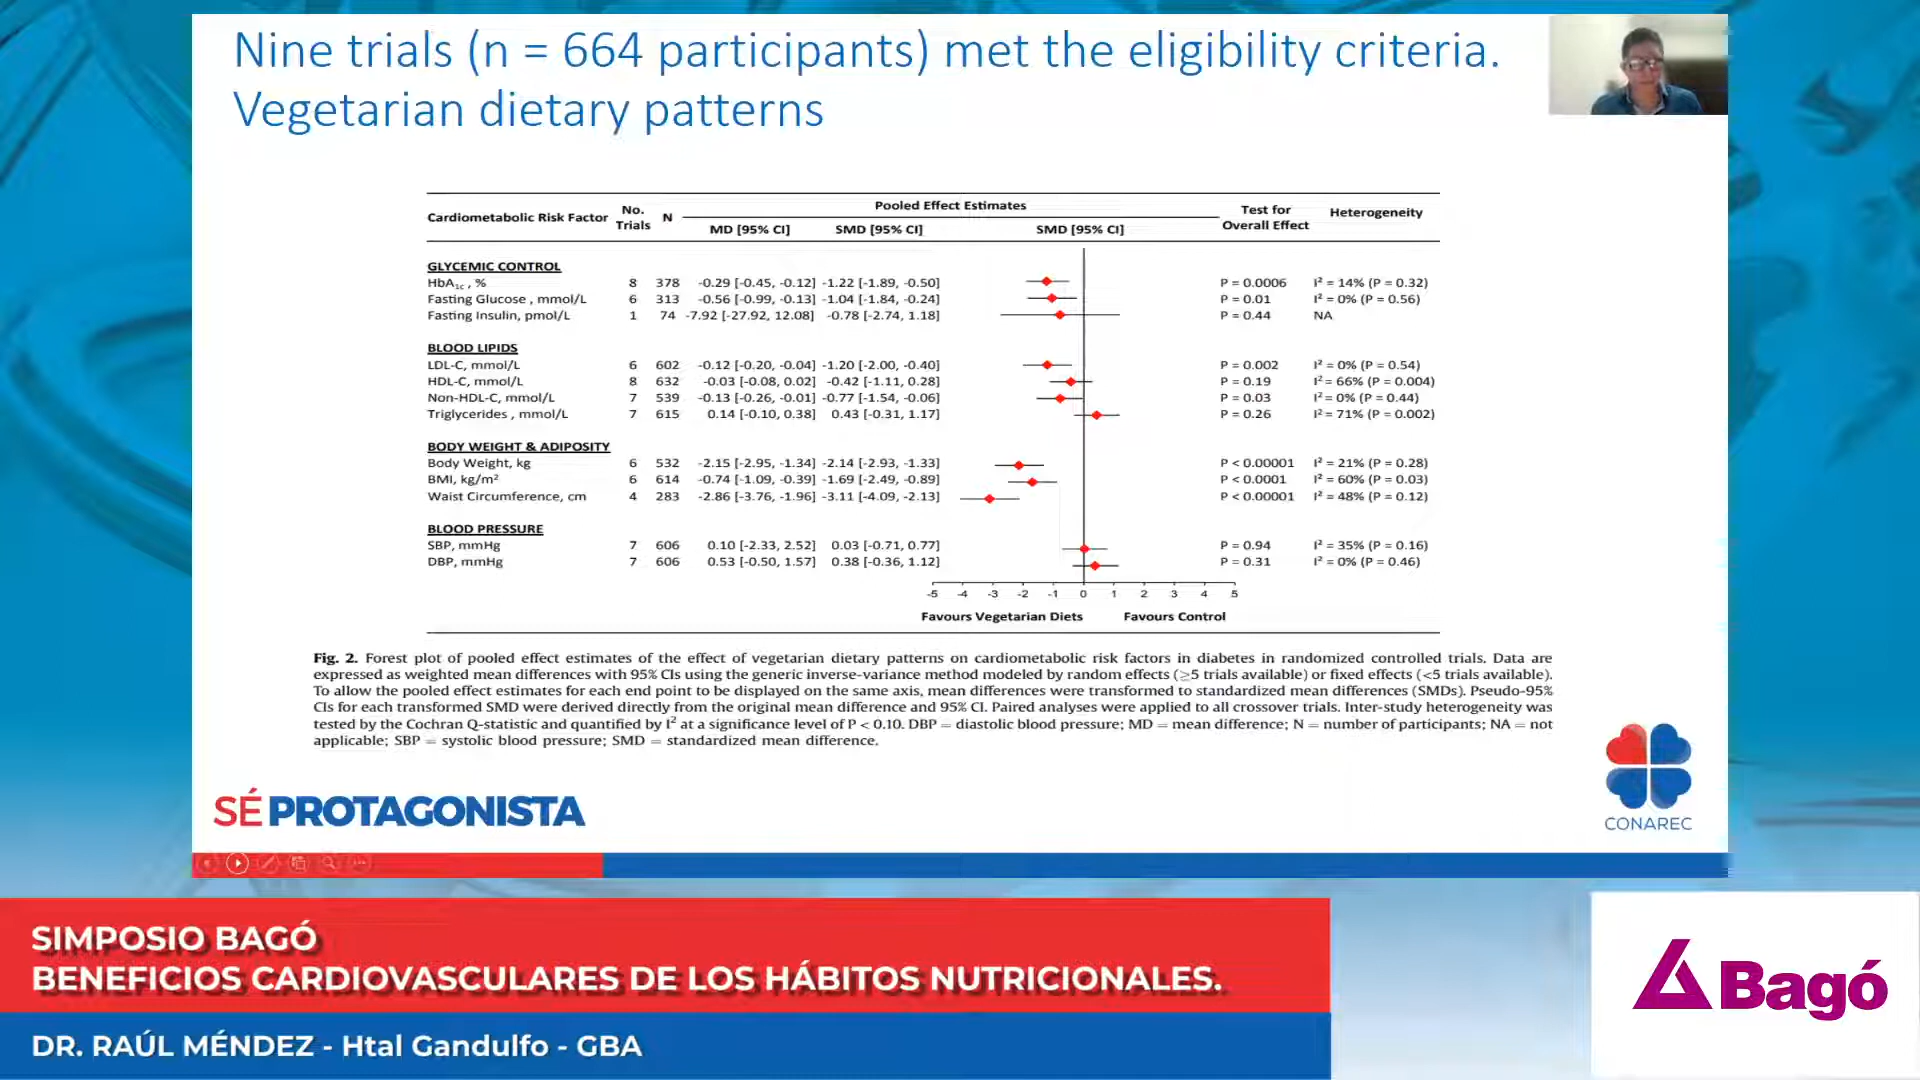 Nine trials (n = 664 participants) met the eligibility criteria.
Vegetarian dietary patterns
Cardiometabolic Risk Factor No. Trials N Pooled Effect Estimates Test for Overall Effect Heterogeneity
MD [95% CI] SMD [95% CI] SMD [95% CI]
GLYCEMIC CONTROL
HbA1c , % 8 378 -0.29 [-0.45, -0.12] -1.22 [-1.89, -0.50] P = 0.0006 I² = 14% (P = 0.32)
Fasting Glucose , mmol/L 6 313 -0.56 [-0.99, -0.13] -1.04 [-1.84, -0.24] P = 0.01 I² = 0% (P = 0.56)
Fasting Insulin, pmol/L 1 74 -7.92 [-27.92, 12.08] -0.78 [-2.74, 1.18] P = 0.44 NA
BLOOD LIPIDS
LDL-C, mmol/L 6 602 -0.12 [-0.20, -0.04] -1.20 [-2.00, -0.40] P = 0.002 I² = 0% (P = 0.54)
HDL-C, mmol/L 8 632 -0.03 [-0.08, 0.02] -0.42 [-1.11, 0.28] P = 0.19 I² = 66% (P = 0.004)
Non-HDL-C, mmol/L 7 539 -0.13 [-0.26, -0.01] -0.77 [-1.54, -0.06] P = 0.03 I² = 0% (P = 0.44)
Triglycerides , mmol/L 7 615 0.14 [-0.10, 0.38] 0.43 [-0.31, 1.17] P = 0.26 I² = 71% (P = 0.002)
BODY WEIGHT & ADIPOSITY
Body Weight, kg 6 532 -2.15 [-2.95, -1.34] -2.14 [-2.93, -1.33] P < 0.00001 I² = 21% (P = 0.28)
BMI, kg/m² 6 614 -0.74 [-1.09, -0.39] -1.69 [-2.49, -0.89] P < 0.0001 I² = 60% (P = 0.03)
Waist Circumference, cm 4 283 -2.86 [-3.76, -1.96] -3.11 [-4.09, -2.13] P < 0.00001 I² = 48% (P = 0.12)
BLOOD PRESSURE
SBP, mmHg 7 606 0.10 [-2.33, 2.52] 0.03 [-0.71, 0.77] P = 0.94 I² = 35% (P = 0.16)
DBP, mmHg 7 606 0.53 [-0.50, 1.57] 0.38 [-0.36, 1.12] P = 0.31 I² = 0% (P = 0.46)
-5 -4 -3 -2 -1 0 1 2 3 4 5
Favours Vegetarian Diets Favours Control
Fig. 2. Forest plot of pooled effect estimates of the effect of vegetarian dietary patterns on cardiometabolic risk factors in diabetes in randomized controlled trials. Data are
expressed as weighted mean differences with 95% CIs using the generic inverse-variance method modeled by random effects (≥5 trials available) or fixed effects (<5 trials available).
To allow the pooled effect estimates for each end point to be displayed on the same axis, mean differences were transformed to standardized mean differences (SMDs). Pseudo-95%
CIs for each transformed SMD were derived directly from the original mean difference and 95% CI. Paired analyses were applied to all crossover trials. Inter-study heterogeneity was
tested by the Cochran Q-statistic and quantified by I² at a significance level of P < 0.10. DBP = diastolic blood pressure; MD = mean difference; N = number of participants; NA = not
applicable; SBP = systolic blood pressure; SMD = standardized mean difference.
SÉ PROTAGONISTA
CONAREC
SIMPOSIO BAGÓ
BENEFICIOS CARDIOVASCULARES DE LOS HÁBITOS NUTRICIONALES.
DR. RAÚL MÉNDEZ - Htal Gandulfo - GBA
Bagó